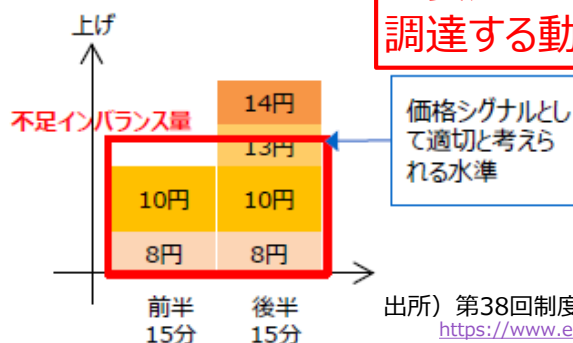 調達する動
上げ
不足インバランス量
14円
13円
10円
10円
8円
8円
価格シグナルとし
て適切と考えら
れる水準
前半
15分
後半
15分
出所）第38回制度
https://www.e